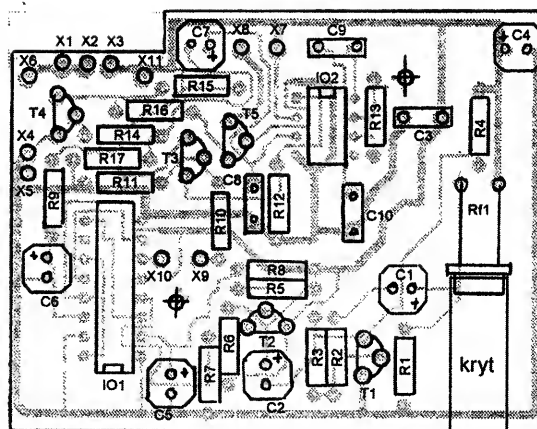 C7
X8
X7
C9
C4
X1
X2
X3
X6
X11
IO2
R15
T4
R16
T5
R13
C3
R4
R14
X4
R17
T3
X5
R11
C8
R9
R10
R12
C10
Rf1
X10
X9
C6
R8
C1
R5
T2
R6
R3
R2
R1
kryt
R7
IO1
C5
C2
T1